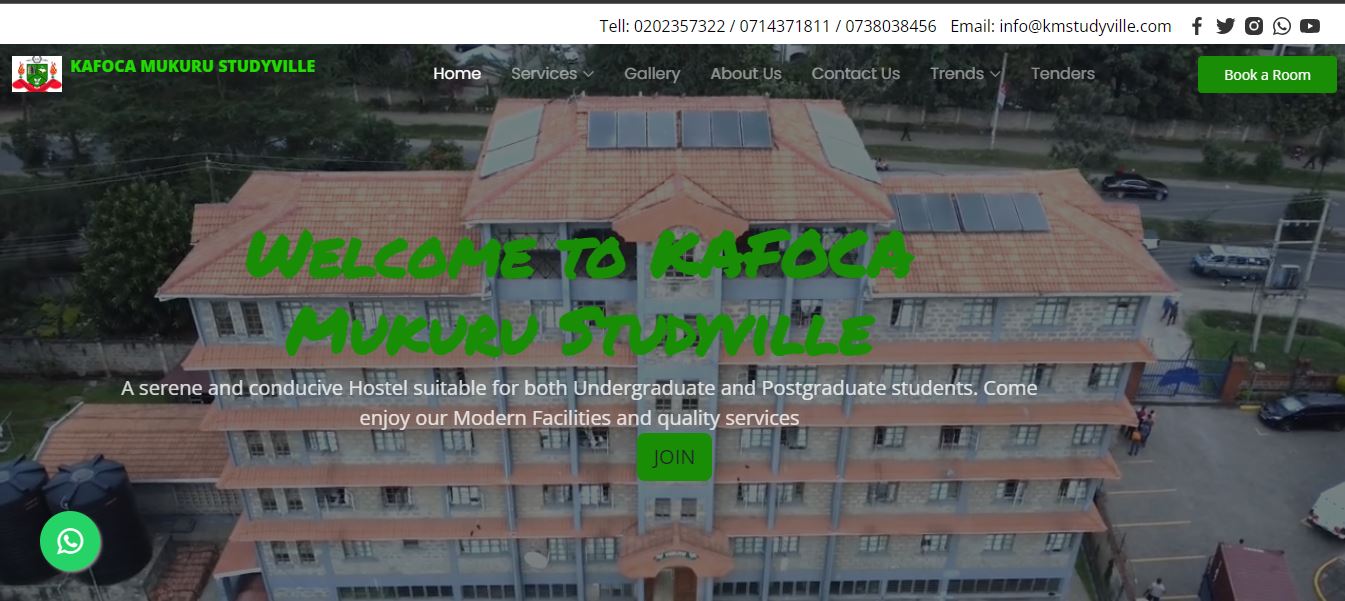 Tell: 0202357322 / 0714371811 / 0738038456 Email: info@kmstudyville.com
KAFOCA MUKURU STUDYVILLE
Home Services Gallery About Us Contact Us Trends Tenders
Book a Room
Welcome to KAFOCA
Mukuru Studyville
A serene and conducive Hostel suitable for both Undergraduate and Postgraduate students. Come
enjoy our Modern Facilities and quality services
JOIN